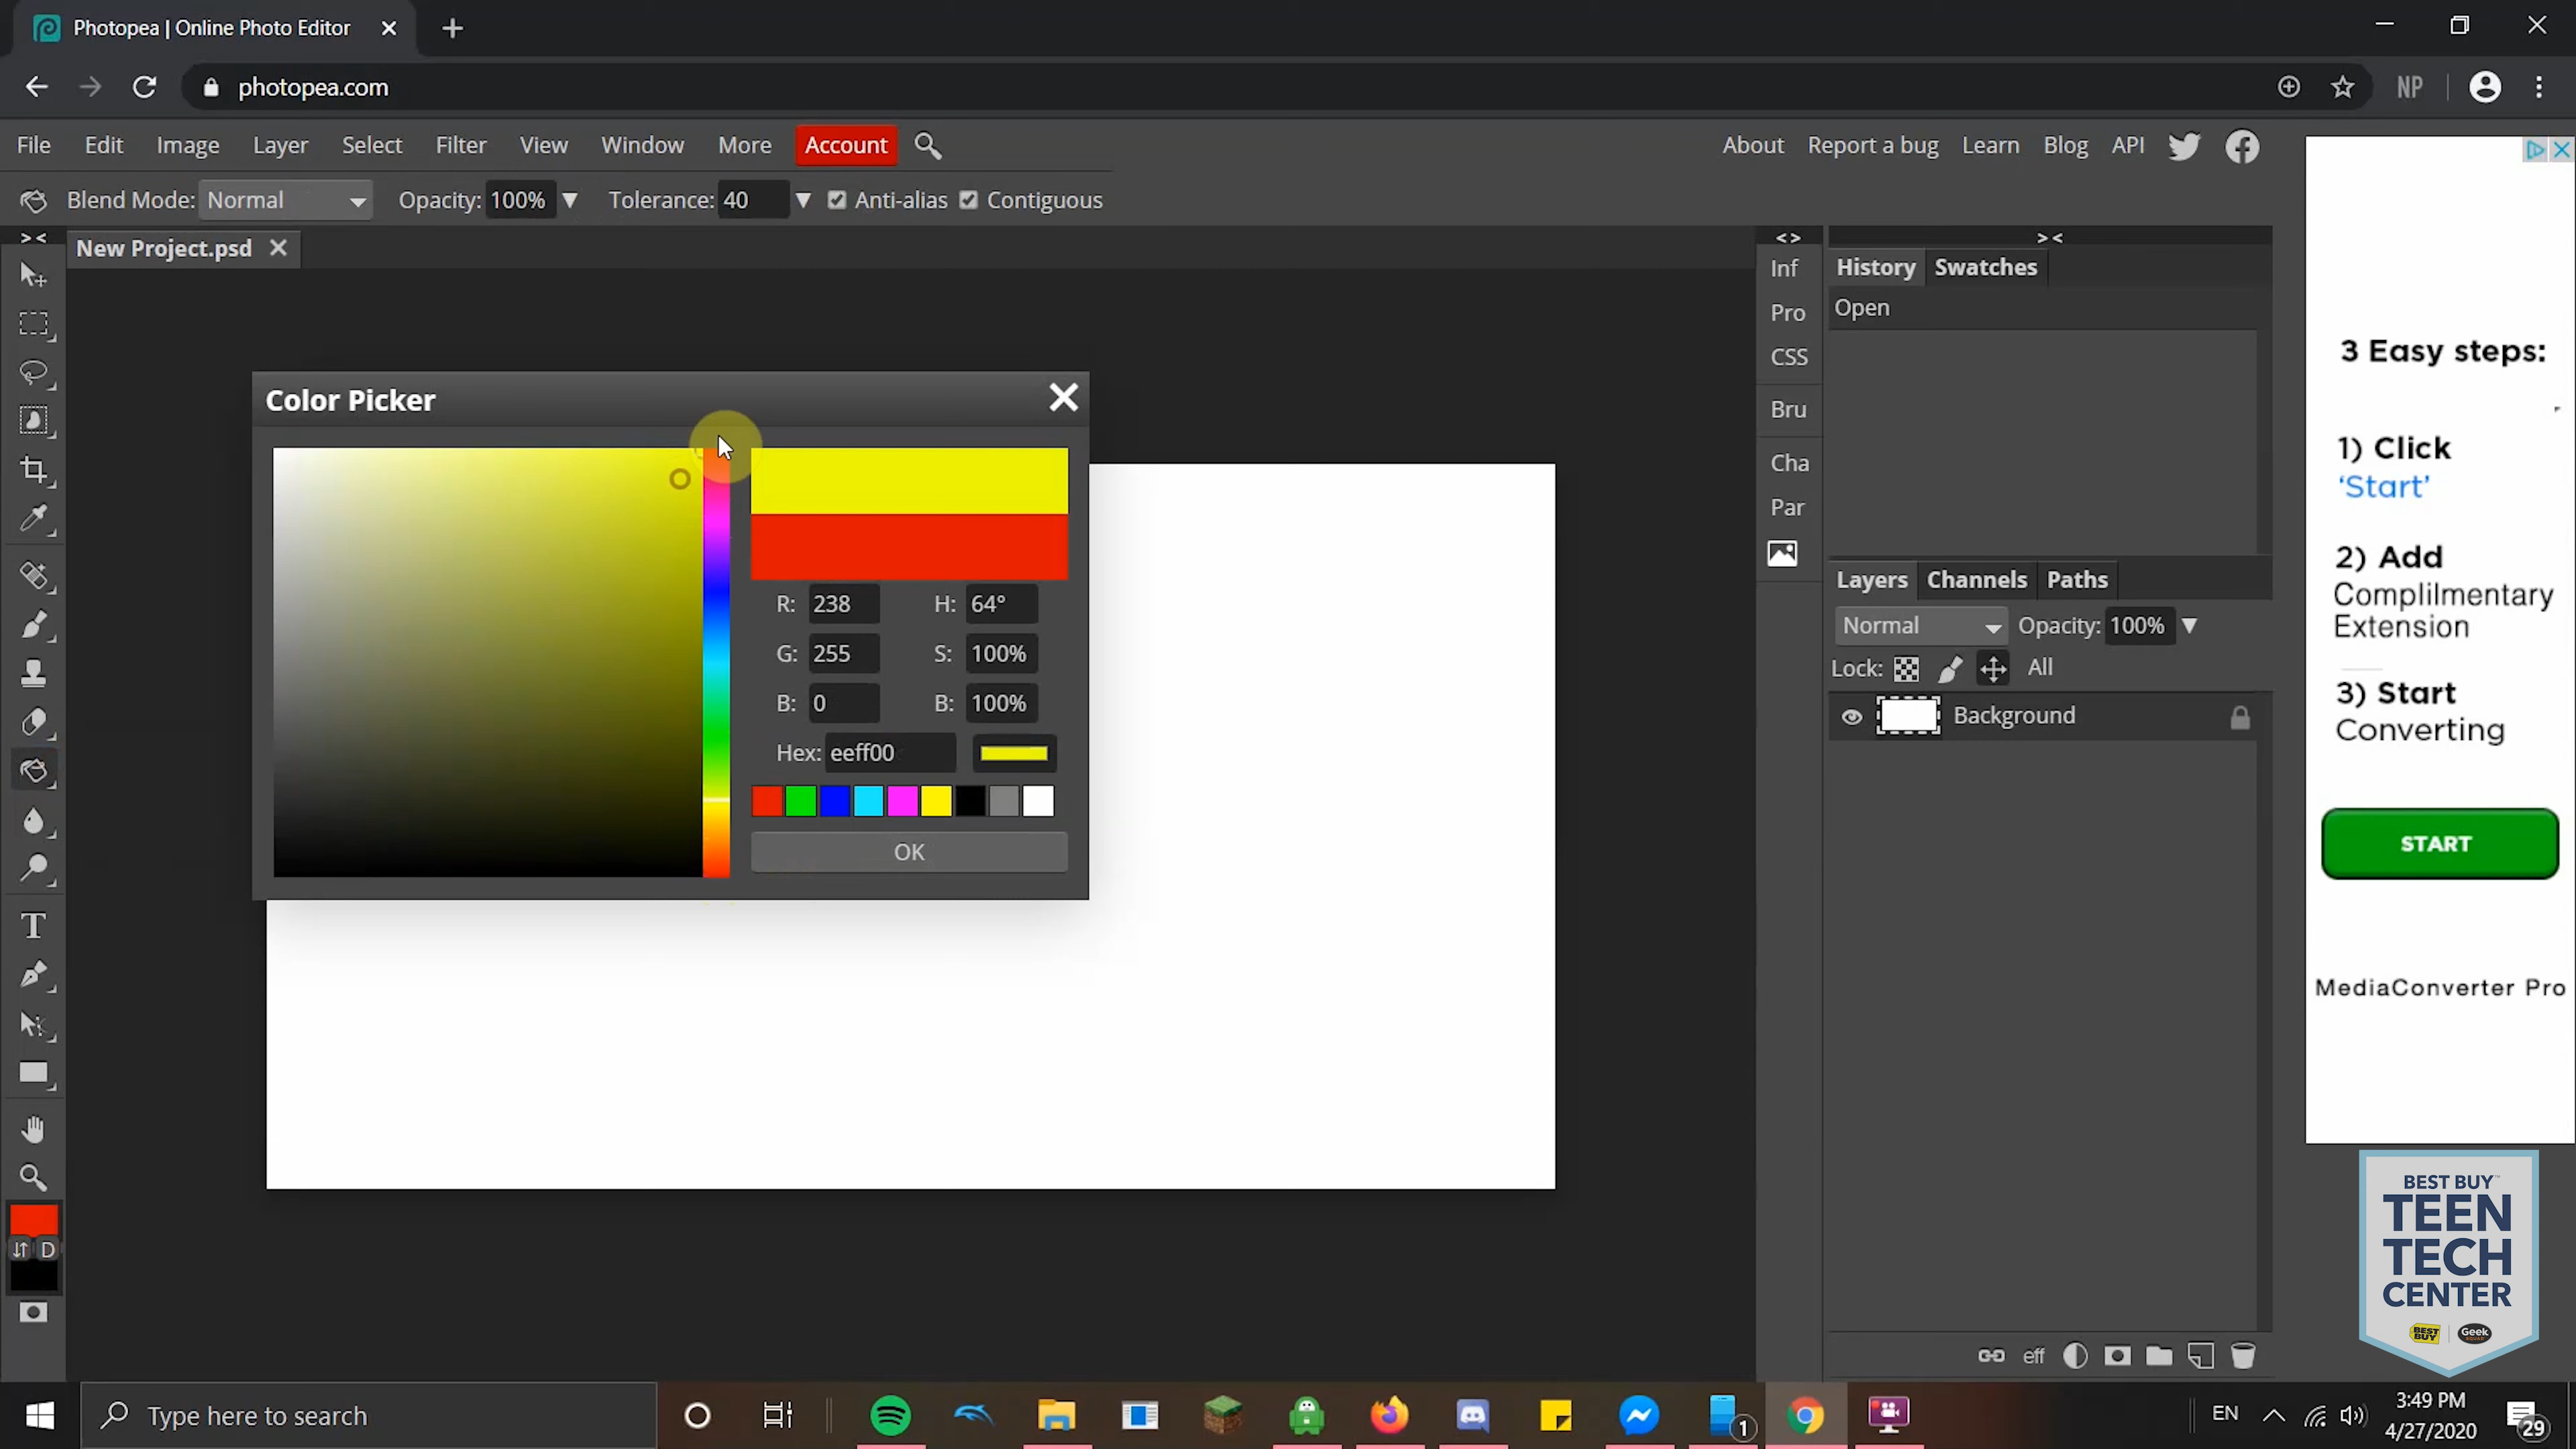 Photopea | Online Photo Editor
photopea.com
NP
File Edit Image Layer Select Filter View Window More Account
About Report a bug Learn Blog API
Blend Mode: Normal Opacity: 100% Tolerance: 40 Anti-alias Contiguous
New Project.psd
Color Picker
R: 238 H: 64°
G: 255 S: 100%
B: 0 B: 100%
Hex: eeff00
OK
T
D
> <
< >
> <
Inf
Pro
CSS
Bru
Cha
Par
History Swatches
Open
Layers Channels Paths
Normal Opacity: 100%
Lock: All
Background
eff
3 Easy steps:
1) Click
‘Start’
2) Add
Complilmentary
Extension
3) Start
Converting
START
MediaConverter Pro
BEST BUY™
TEEN
TECH
CENTER
BEST BUY
Geek
Type here to search
1
EN
3:49 PM
4/27/2020
29